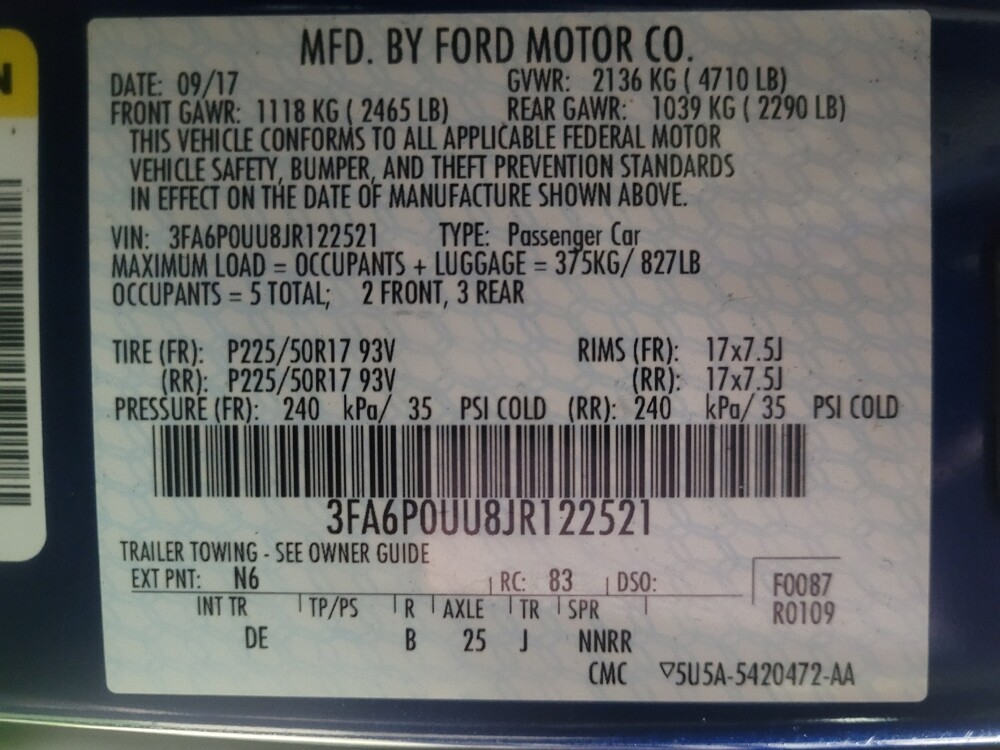 N
MFD. BY FORD MOTOR CO.
DATE: 09/17 GVWR: 2136 KG ( 4710 LB)
FRONT GAWR: 1118 KG ( 2465 LB) REAR GAWR: 1039 KG ( 2290 LB)
THIS VEHICLE CONFORMS TO ALL APPLICABLE FEDERAL MOTOR
VEHICLE SAFETY, BUMPER, AND THEFT PREVENTION STANDARDS
IN EFFECT ON THE DATE OF MANUFACTURE SHOWN ABOVE.
VIN: 3FA6P0UU8JR122521 TYPE: Passenger Car
MAXIMUM LOAD = OCCUPANTS + LUGGAGE = 375KG/ 827LB
OCCUPANTS = 5 TOTAL; 2 FRONT, 3 REAR
TIRE (FR): P225/50R17 93V RIMS (FR): 17x7.5J
(RR): P225/50R17 93V (RR): 17x7.5J
PRESSURE (FR): 240 kPa/ 35 PSI COLD (RR): 240 kPa/ 35 PSI COLD
3FA6P0UU8JR122521
TRAILER TOWING - SEE OWNER GUIDE
EXT PNT: N6 RC: 83 DSO: F0087
INT TR TP/PS R AXLE TR SPR R0109
DE B 25 J NNRR
CMC ▽5U5A-5420472-AA